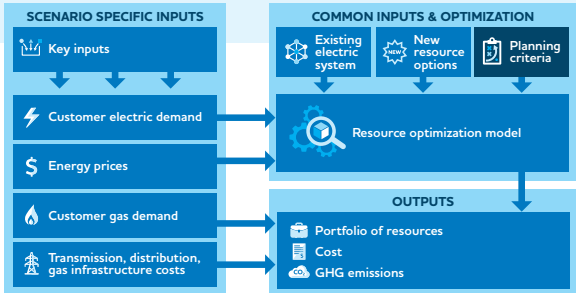 SCENARIO SPECIFIC INPUTS
Key inputs
Customer electric demand
Energy prices
Customer gas demand
Transmission, distribution,
gas infrastructure costs
COMMON INPUTS & OPTIMIZATION
Existing
electric
system
NEW
New
resource
options
Planning
criteria
Resource optimization model
OUTPUTS
Portfolio of resources
$
Cost
CO₂
GHG emissions